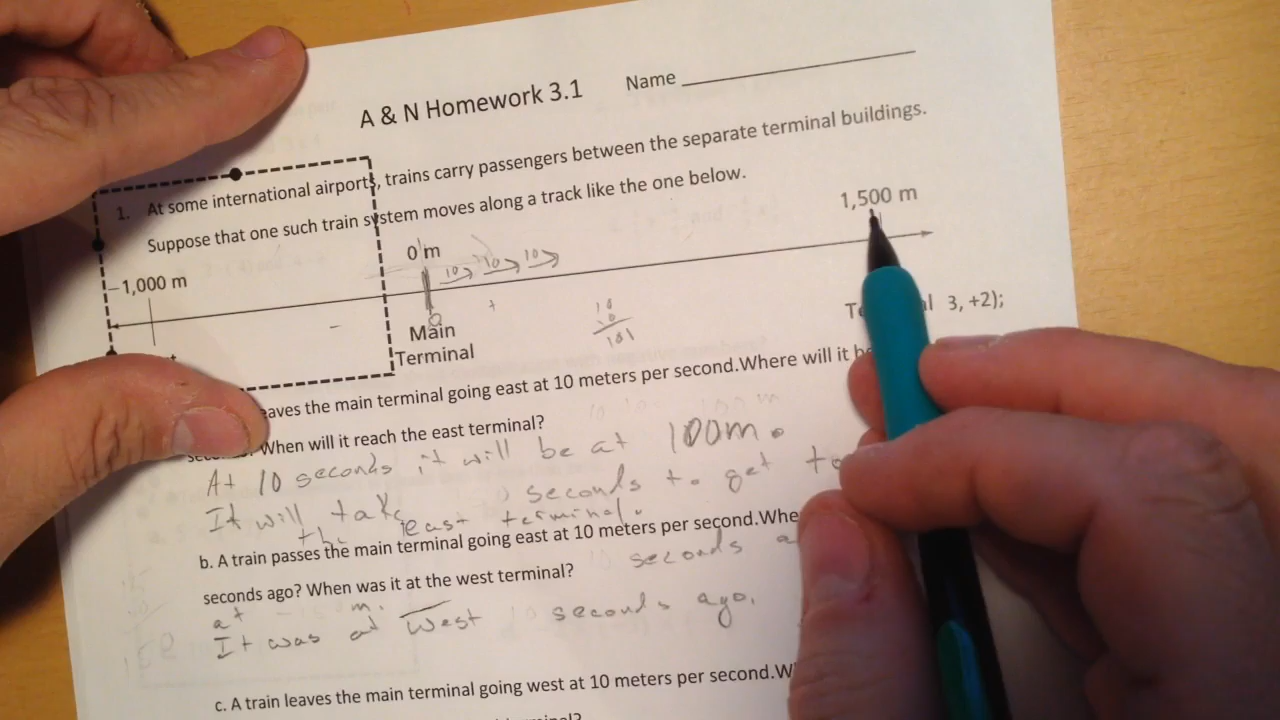 A & N Homework 3.1 Name
1. At some international airports, trains carry passengers between the separate terminal buildings.
Suppose that one such train system moves along a track like the one below.
-1,000 m 0 m 1,500 m
10 10 10
- +
Main
Terminal
3, +2);
eaves the main terminal going east at 10 meters per second.Where will it
When will it reach the east terminal?
At 10 seconds it will be at 100m.
It will take seconds to get to
the east terminal.
b. A train passes the main terminal going east at 10 meters per second.
seconds ago? When was it at the west terminal?
seconds
at m.
It was at West seconds ago.
c. A train leaves the main terminal going west at 10 meters per second.